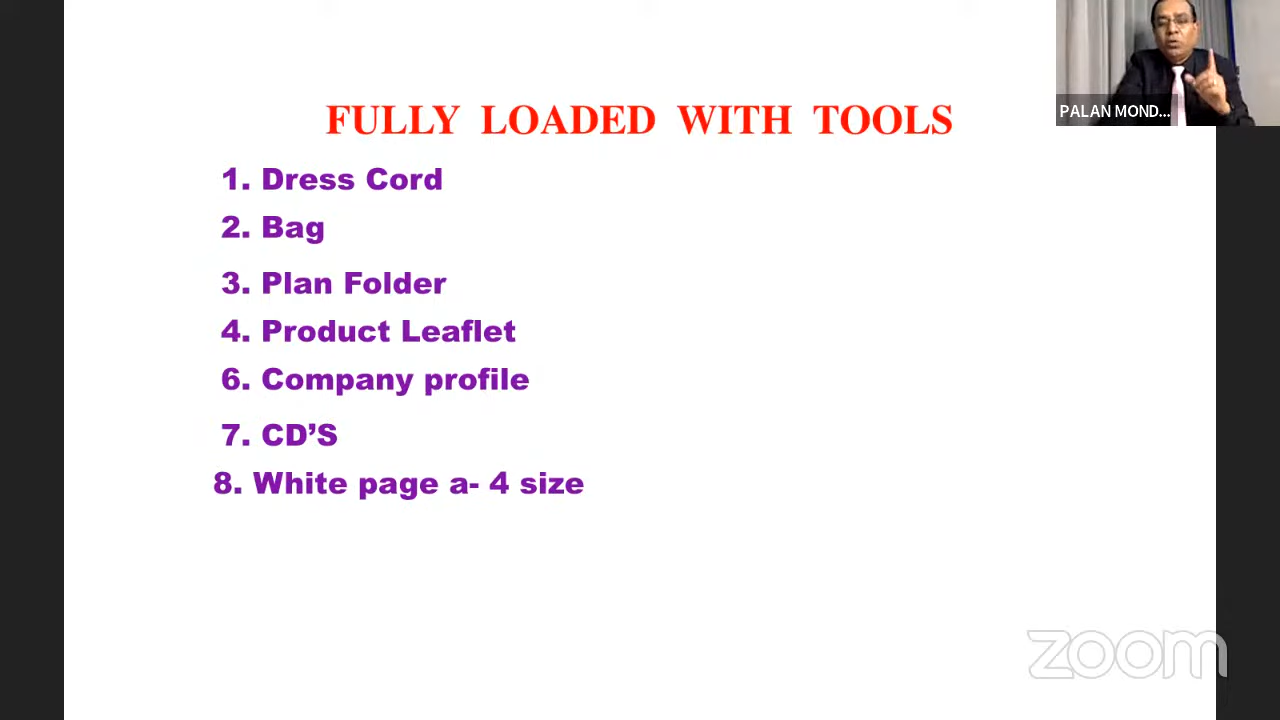 FULLY LOADED WITH TOOLS
1. Dress Cord
2. Bag
3. Plan Folder
4. Product Leaflet
6. Company profile
7. CD’S
8. White page a- 4 size
PALAN MOND...
zoom